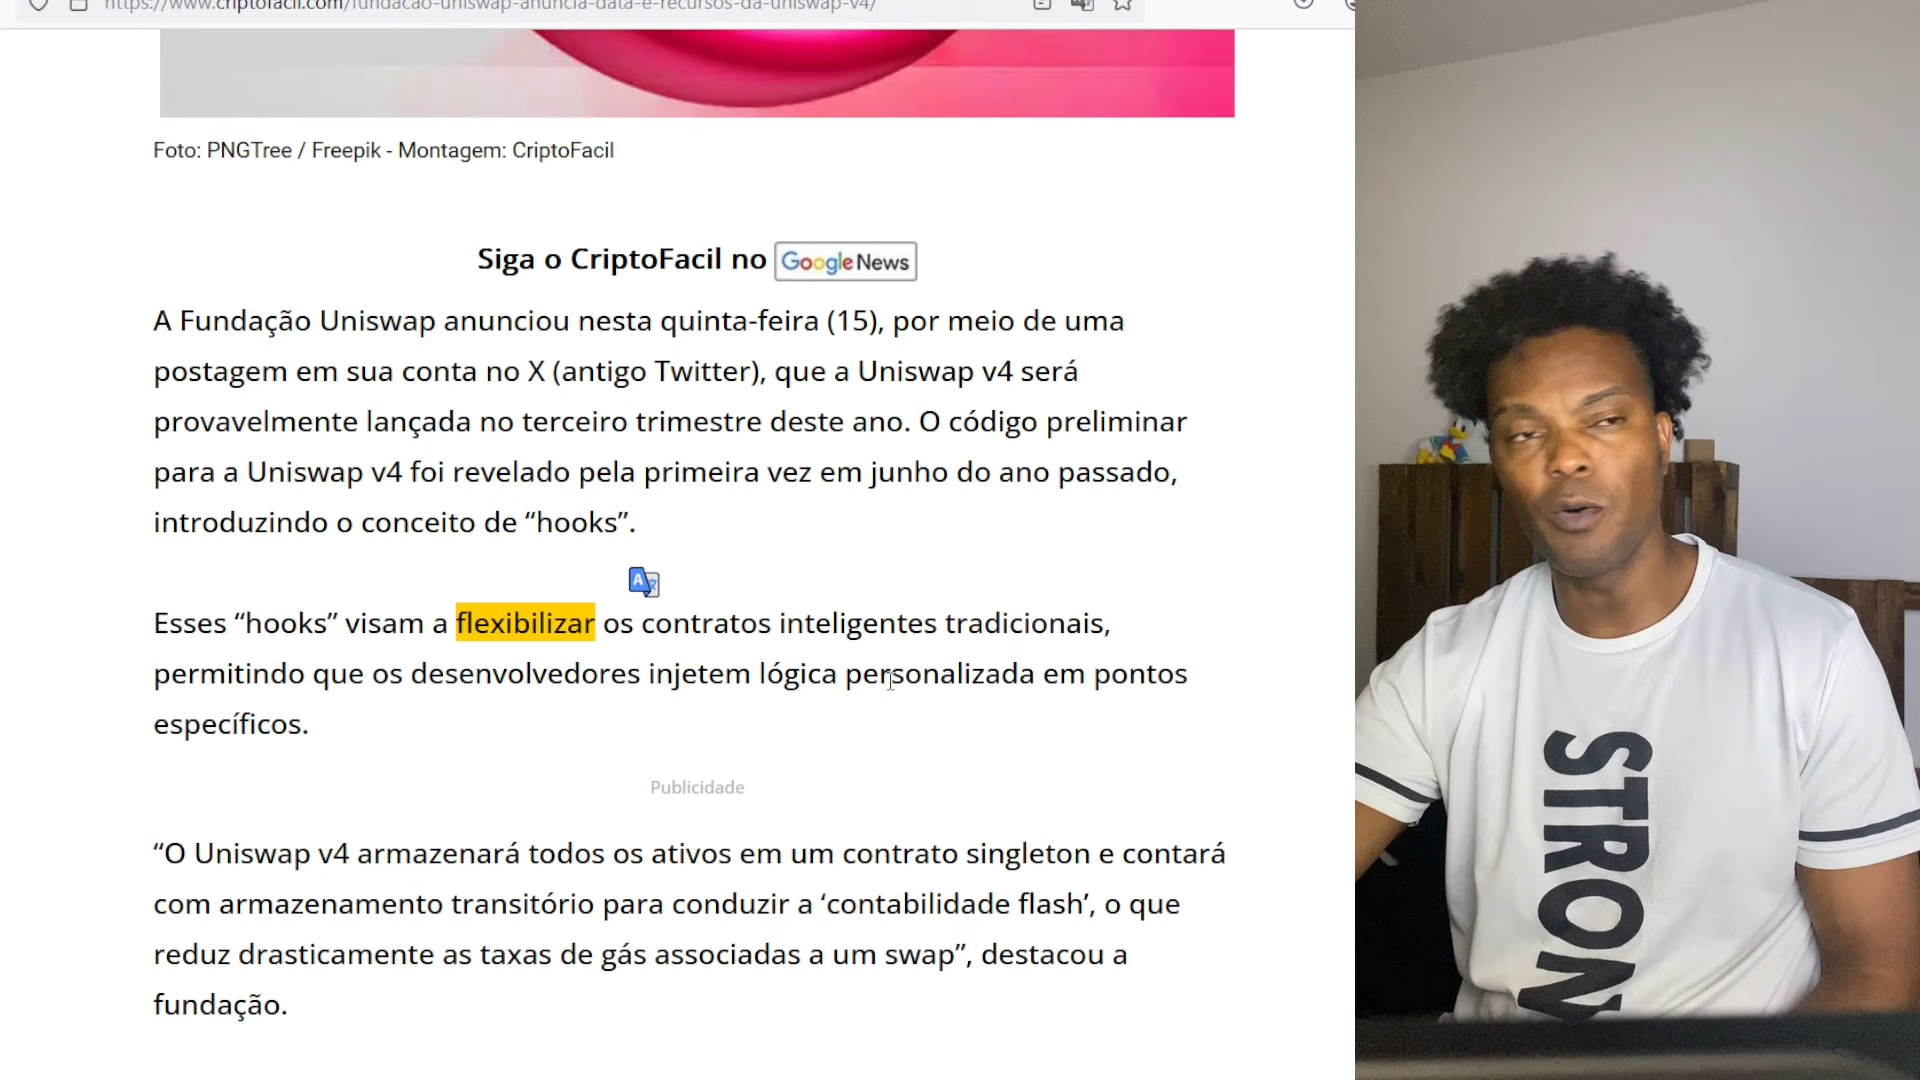 https://www.criptofacil.com/fundacao-uniswap-anuncia-data-e-recursos-da-uniswap-v4/
Foto: PNGTree / Freepik - Montagem: CriptoFacil
Siga o CriptoFacil no Google News
A Fundação Uniswap anunciou nesta quinta-feira (15), por meio de uma
postagem em sua conta no X (antigo Twitter), que a Uniswap v4 será
provavelmente lançada no terceiro trimestre deste ano. O código preliminar
para a Uniswap v4 foi revelado pela primeira vez em junho do ano passado,
introduzindo o conceito de “hooks”.
Esses “hooks” visam a flexibilizar os contratos inteligentes tradicionais,
permitindo que os desenvolvedores injetem lógica personalizada em pontos
específicos.
Publicidade
“O Uniswap v4 armazenará todos os ativos em um contrato singleton e contará
com armazenamento transitório para conduzir a ‘contabilidade flash’, o que
reduz drasticamente as taxas de gás associadas a um swap”, destacou a
fundação.
STRON